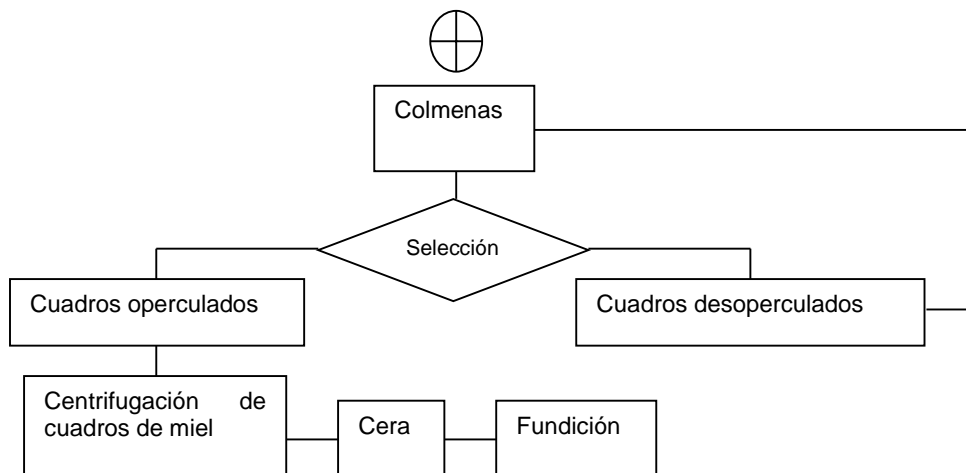 Colmenas
Selección
Cuadros operculados
Cuadros desoperculados
Centrifugación de
cuadros de miel
Cera
Fundición